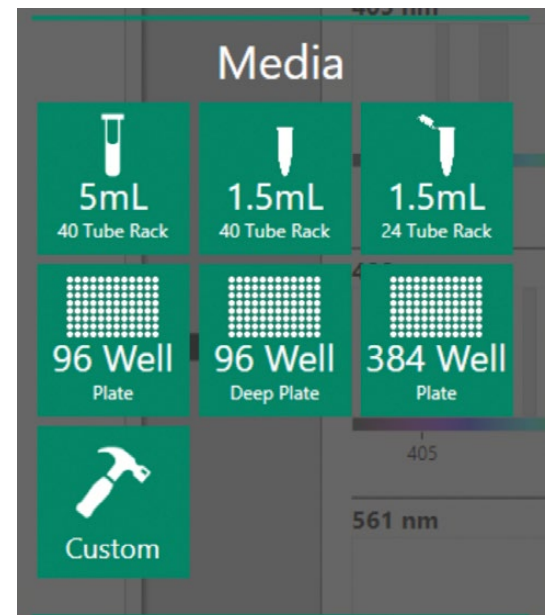 Media
5mL
40 Tube Rack
1.5mL
40 Tube Rack
1.5mL
24 Tube Rack
96 Well
Plate
96 Well
Deep Plate
384 Well
Plate
Custom
405
561 nm